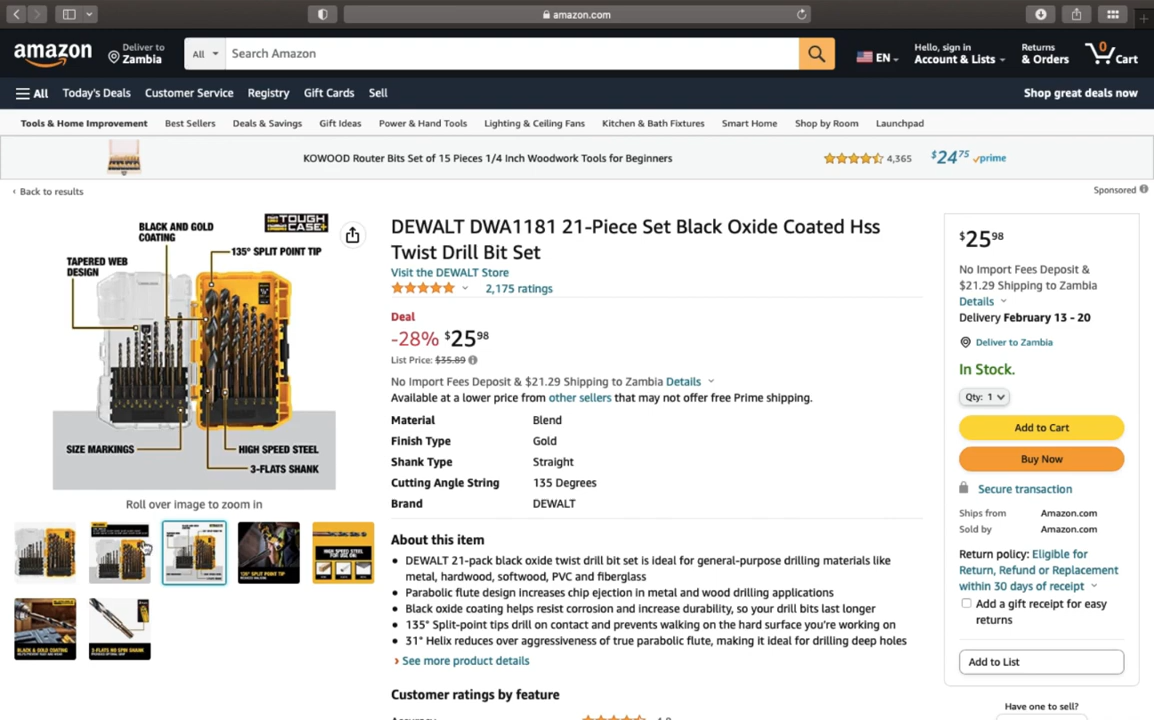 amazon.com
amazon
Deliver to
Zambia
All
Search Amazon
EN
Hello, sign in
Account & Lists
Returns
& Orders
0
Cart
All
Today's Deals
Customer Service
Registry
Gift Cards
Sell
Shop great deals now
Tools & Home Improvement
Best Sellers
Deals & Savings
Gift Ideas
Power & Hand Tools
Lighting & Ceiling Fans
Kitchen & Bath Fixtures
Smart Home
Shop by Room
Launchpad
KOWOOD Router Bits Set of 15 Pieces 1/4 Inch Woodwork Tools for Beginners
4,365
$24 75
prime
‹ Back to results
Sponsored
BLACK AND GOLD
COATING
TOUGH
CASE+
135° SPLIT POINT TIP
TAPERED WEB
DESIGN
SIZE MARKINGS
HIGH SPEED STEEL
3-FLATS SHANK
Roll over image to zoom in
135° SPLIT POINT TIP
HIGH SPEED STEEL
FOR USE ON:
BLACK & GOLD COATING
3-FLATS NO SPIN SHANK
DEWALT DWA1181 21-Piece Set Black Oxide Coated Hss
Twist Drill Bit Set
Visit the DEWALT Store
2,175 ratings
Deal
-28% $25 98
List Price: $35.89
No Import Fees Deposit & $21.29 Shipping to Zambia Details
Available at a lower price from other sellers that may not offer free Prime shipping.
Material Blend
Finish Type Gold
Shank Type Straight
Cutting Angle String 135 Degrees
Brand DEWALT
About this item
• DEWALT 21-pack black oxide twist drill bit set is ideal for general-purpose drilling materials like
metal, hardwood, softwood, PVC and fiberglass
• Parabolic flute design increases chip ejection in metal and wood drilling applications
• Black oxide coating helps resist corrosion and increase durability, so your drill bits last longer
• 135° Split-point tips drill on contact and prevents walking on the hard surface you're working on
• 31° Helix reduces over aggressiveness of true parabolic flute, making it ideal for drilling deep holes
› See more product details
Customer ratings by feature
$25 98
No Import Fees Deposit &
$21.29 Shipping to Zambia
Details
Delivery February 13 - 20
Deliver to Zambia
In Stock.
Qty: 1
Add to Cart
Buy Now
Secure transaction
Ships from Amazon.com
Sold by Amazon.com
Return policy: Eligible for
Return, Refund or Replacement
within 30 days of receipt
Add a gift receipt for easy
returns
Add to List
Have one to sell?